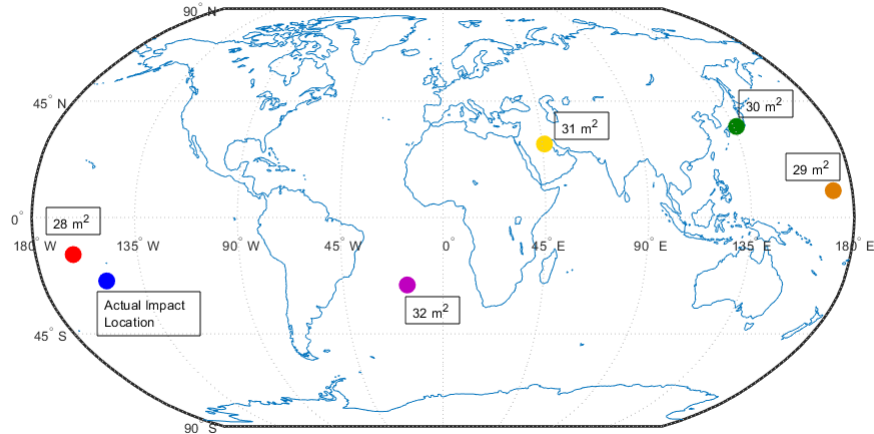 90° N
30 m²
45° N
31 m²
29 m²
28 m²
0°
180° W
135° W
90° W
45° W
0°
45° E
90° E
135° E
180° E
Actual Impact
Location
32 m²
45° S
90° S